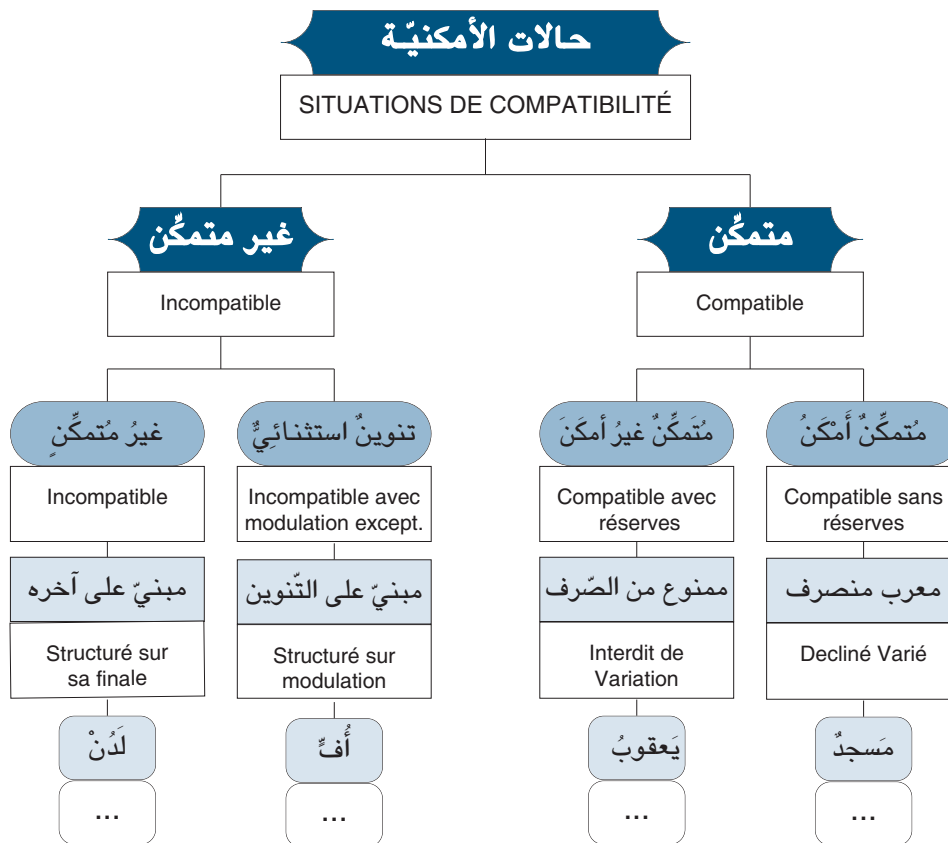 حالات الأمكنيّة
SITUATIONS DE COMPATIBILITÉ
متمكّن
غير متمكّن
Compatible
Incompatible
مُتمكِّنٌ أَمْكَنُ
مُتَمكِّنٌ غيرُ أمكَنَ
تنوينٌ استثنائِيٌّ
غيرُ مُتمكِّنٍ
Compatible sans
réserves
Compatible avec
réserves
Incompatible avec
modulation except.
Incompatible
معرب منصرف
ممنوع من الصّرف
مبنيّ على التّنوين
مبنيّ على آخره
Decliné Varié
Interdit de
Variation
Structuré sur
modulation
Structuré sur
sa finale
مَسجدٌ
يَعقوبُ
أُفٍّ
لَدُنْ
...
...
...
...